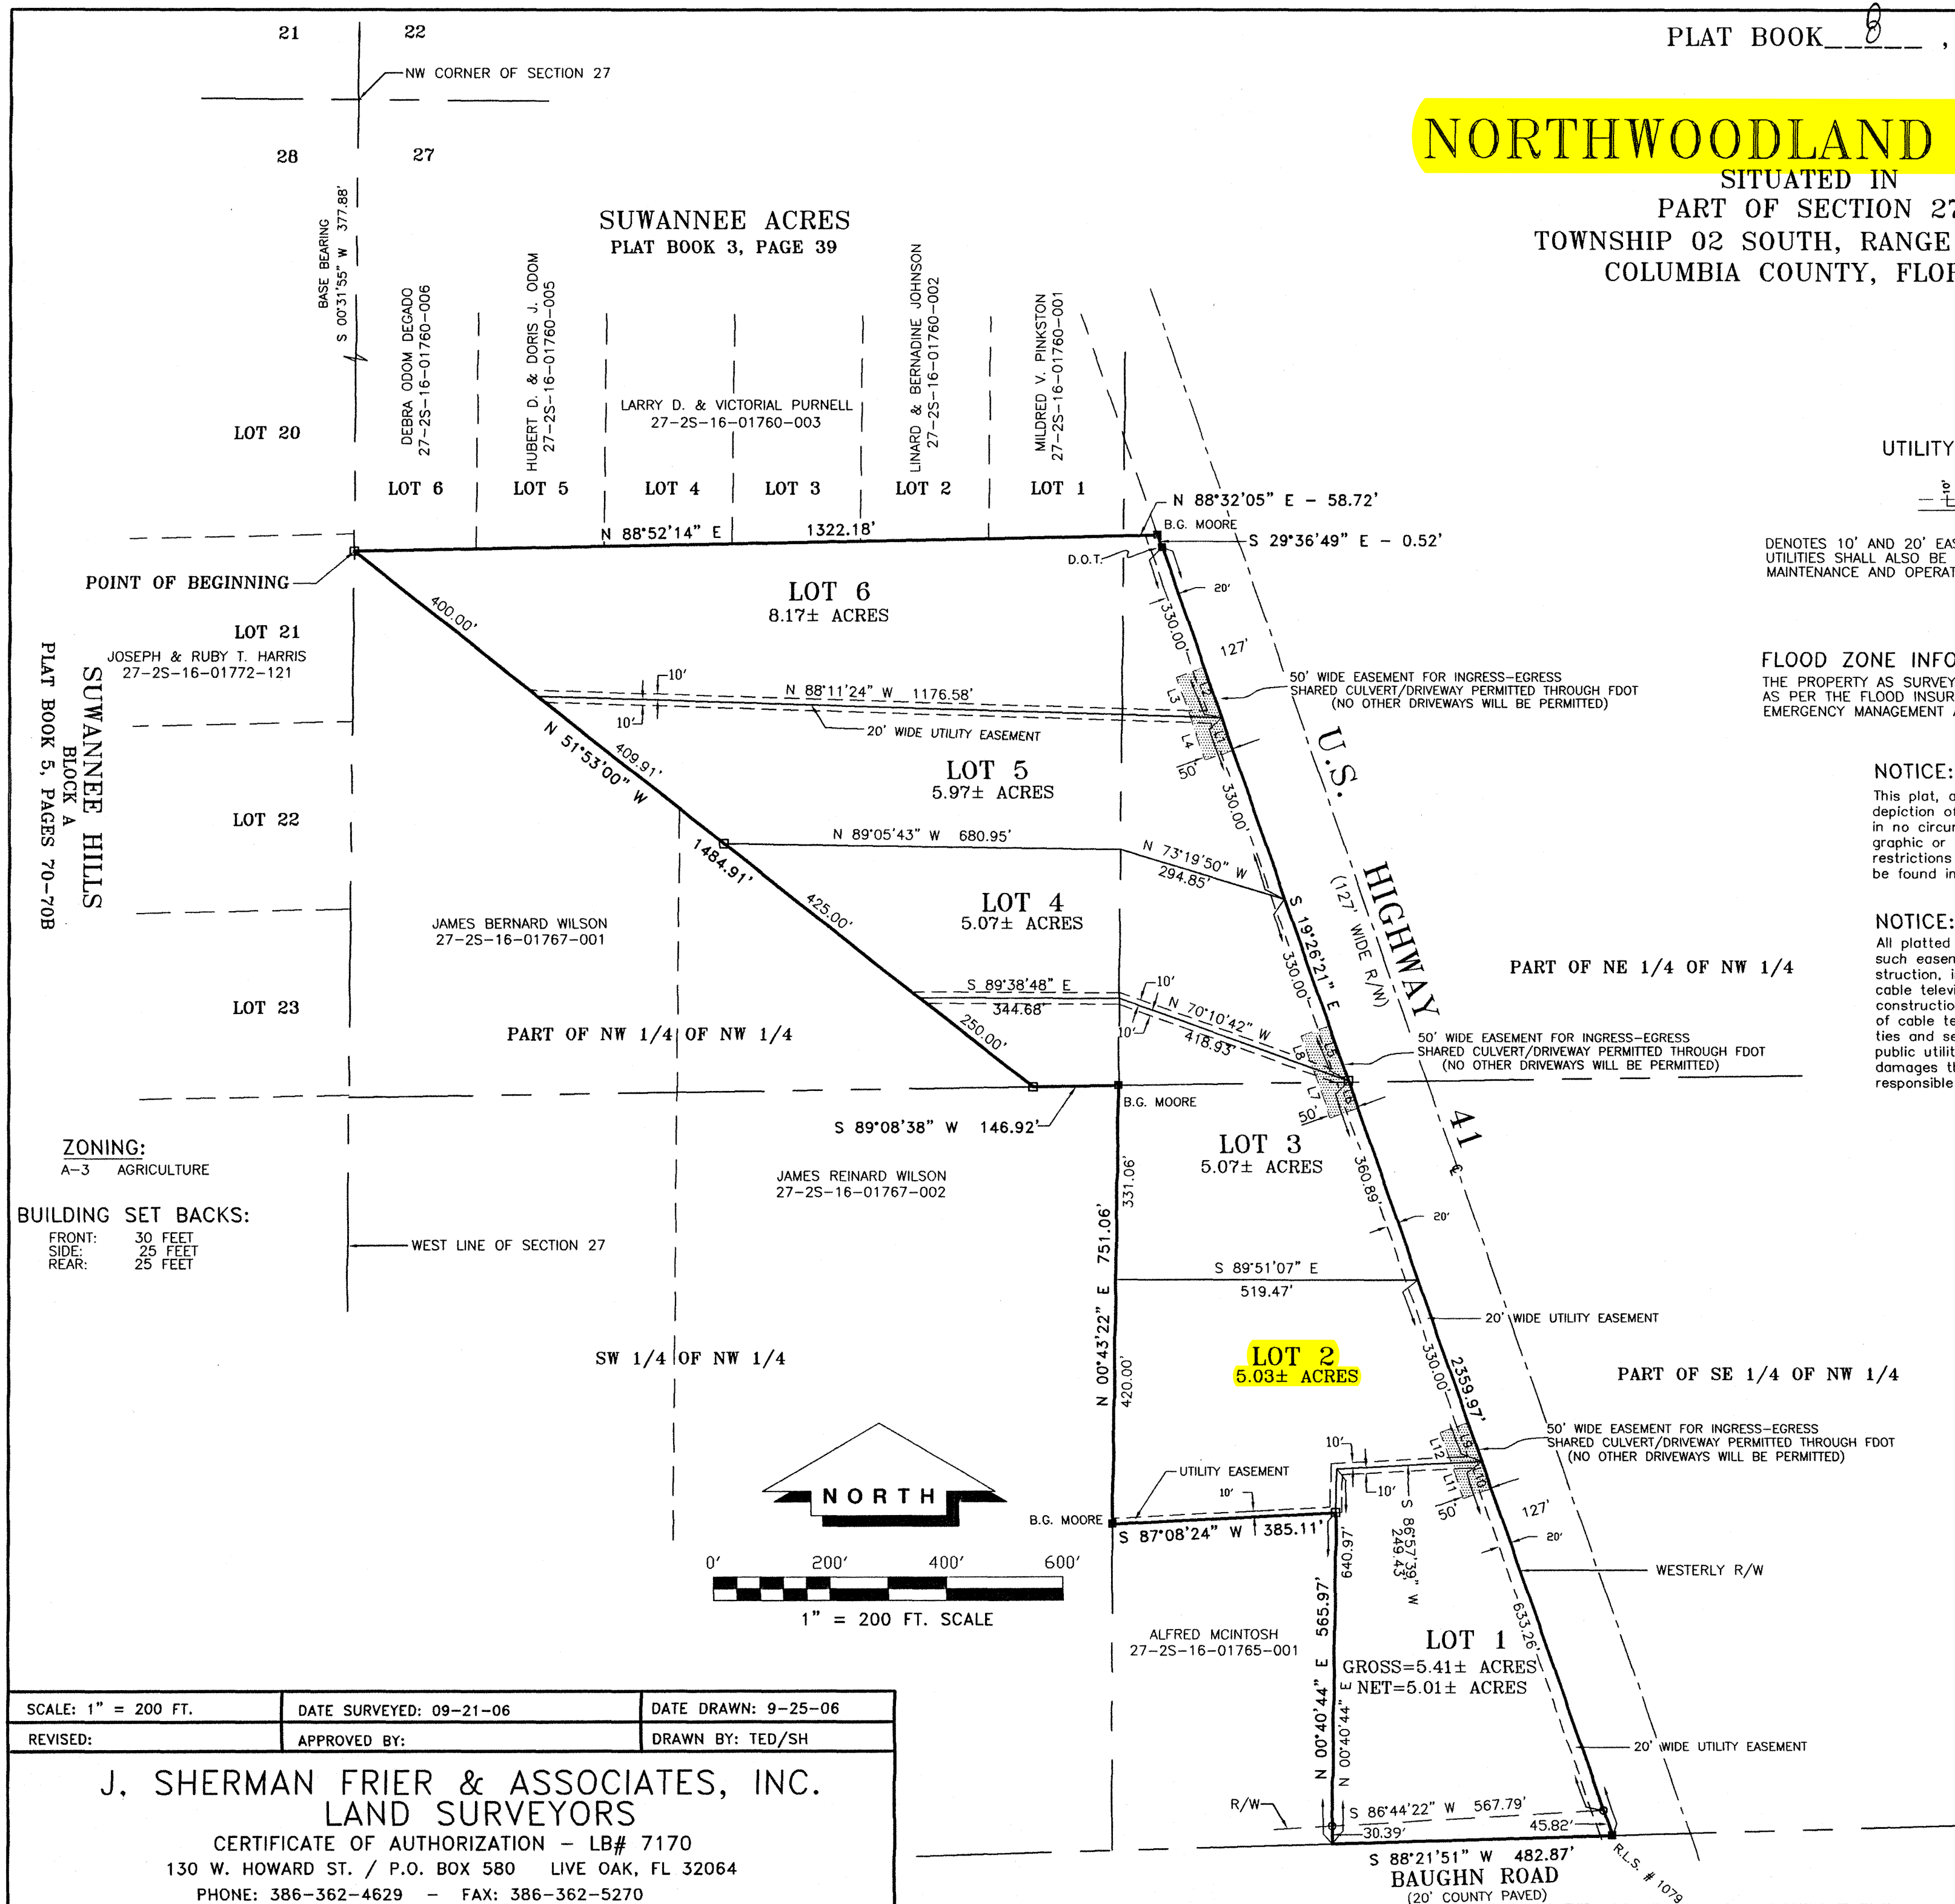 PLAT BOOK 8 ,
NORTHWOODLAND
SITUATED IN
PART OF SECTION 27
TOWNSHIP 02 SOUTH, RANGE
COLUMBIA COUNTY, FLOR
21
22
NW CORNER OF SECTION 27
28
27
BASE BEARING
S 00°31'55" W 377.88'
SUWANNEE ACRES
PLAT BOOK 3, PAGE 39
DEBRA ODOM DEGADO
27-2S-16-01760-006
HUBERT D. & DORIS J. ODOM
27-2S-16-01760-005
LARRY D. & VICTORIAL PURNELL
27-2S-16-01760-003
LINARD & BERNADINE JOHNSON
27-2S-16-01760-002
MILDRED V. PINKSTON
27-2S-16-01760-001
LOT 20
LOT 6
LOT 5
LOT 4
LOT 3
LOT 2
LOT 1
N 88°32'05" E - 58.72'
B.G. MOORE
S 29°36'49" E - 0.52'
N 88°52'14" E 1322.18'
D.O.T.
POINT OF BEGINNING
LOT 6
8.17± ACRES
20'
330.00'
127'
400.00'
LOT 21
JOSEPH & RUBY T. HARRIS
27-2S-16-01772-121
SUWANNEE HILLS
BLOCK A
PLAT BOOK 5, PAGES 70-70B
10'
10'
N 88°11'24" W 1176.58'
20' WIDE UTILITY EASEMENT
L2
L3
L1
L4
50'
50' WIDE EASEMENT FOR INGRESS-EGRESS
SHARED CULVERT/DRIVEWAY PERMITTED THROUGH FDOT
(NO OTHER DRIVEWAYS WILL BE PERMITTED)
409.91'
N 51°53'00" W
1484.91'
LOT 5
5.97± ACRES
330.00'
U.S. HIGHWAY 41
(127' WIDE R/W)
LOT 22
N 89°05'43" W 680.95'
N 73°19'50" W
294.85'
LOT 4
5.07± ACRES
425.00'
JAMES BERNARD WILSON
27-2S-16-01767-001
S 19°26'21" E
330.00'
PART OF NE 1/4 OF NW 1/4
LOT 23
S 89°38'48" E
344.68'
10'
10'
N 70°10'42" W
418.93'
PART OF NW 1/4 OF NW 1/4
250.00'
L5
L8
L7
L6
50'
50' WIDE EASEMENT FOR INGRESS-EGRESS
SHARED CULVERT/DRIVEWAY PERMITTED THROUGH FDOT
(NO OTHER DRIVEWAYS WILL BE PERMITTED)
B.G. MOORE
S 89°08'38" W 146.92'
LOT 3
5.07± ACRES
ZONING:
A-3 AGRICULTURE
JAMES REINARD WILSON
27-2S-16-01767-002
331.06'
360.89'
BUILDING SET BACKS:
FRONT: 30 FEET
SIDE: 25 FEET
REAR: 25 FEET
WEST LINE OF SECTION 27
N 00°43'22" E 751.06'
20'
S 89°51'07" E
519.47'
20' WIDE UTILITY EASEMENT
SW 1/4 OF NW 1/4
LOT 2
5.03± ACRES
420.00'
330.00'
2359.97'
PART OF SE 1/4 OF NW 1/4
50' WIDE EASEMENT FOR INGRESS-EGRESS
SHARED CULVERT/DRIVEWAY PERMITTED THROUGH FDOT
(NO OTHER DRIVEWAYS WILL BE PERMITTED)
L9
L12
L11
L10
50'
10'
10'
UTILITY EASEMENT
10'
NORTH
B.G. MOORE
S 87°08'24" W 385.11'
640.97'
S 86°57'39" W
249.43'
127'
20'
WESTERLY R/W
0' 200' 400' 600'
1" = 200 FT. SCALE
N 00°40'44" E 565.97'
633.26'
ALFRED MCINTOSH
27-2S-16-01765-001
LOT 1
GROSS=5.41± ACRES
NET=5.01± ACRES
N 00°40'44" E
20' WIDE UTILITY EASEMENT
R/W
S 86°44'22" W 567.79'
30.39'
45.82'
S 88°21'51" W 482.87'
R.L.S. # 1079
BAUGHN ROAD
(20' COUNTY PAVED)
UTILITY
10'
DENOTES 10' AND 20' EAS
UTILITIES SHALL ALSO BE
MAINTENANCE AND OPERAT
FLOOD ZONE INFO
THE PROPERTY AS SURVEY
AS PER THE FLOOD INSUR
EMERGENCY MANAGEMENT A
NOTICE:
This plat, a
depiction of
in no circur
graphic or
restrictions
be found in
NOTICE:
All platted
such easen
struction, i
cable telev
construction
of cable te
ties and se
public utilit
damages th
responsible
SCALE: 1" = 200 FT.
DATE SURVEYED: 09-21-06
DATE DRAWN: 9-25-06
REVISED:
APPROVED BY:
DRAWN BY: TED/SH
J. SHERMAN FRIER & ASSOCIATES, INC.
LAND SURVEYORS
CERTIFICATE OF AUTHORIZATION - LB# 7170
130 W. HOWARD ST. / P.O. BOX 580 LIVE OAK, FL 32064
PHONE: 386-362-4629 - FAX: 386-362-5270